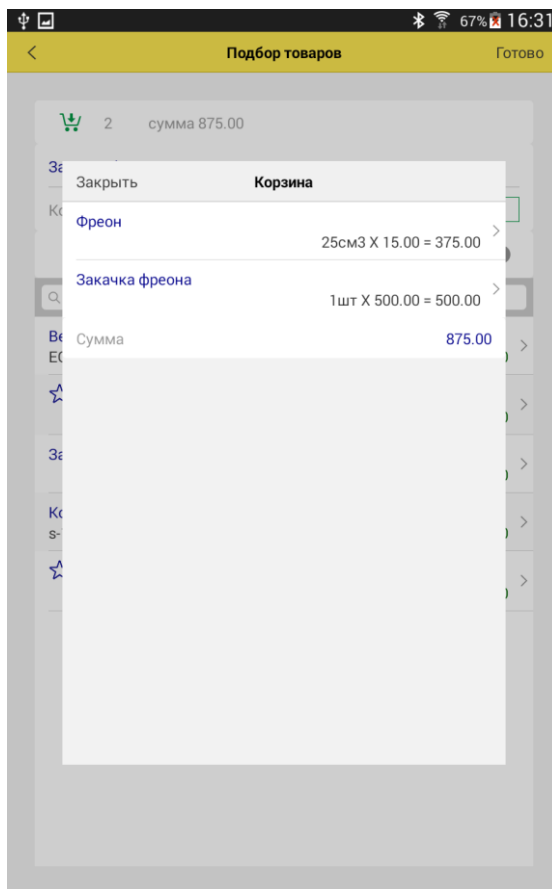 67% 16:31
Подбор товаров Готово
2 сумма 875.00
Закрыть Корзина
Фреон
25см3 X 15.00 = 375.00
Закачка фреона
1шт X 500.00 = 500.00
Сумма 875.00